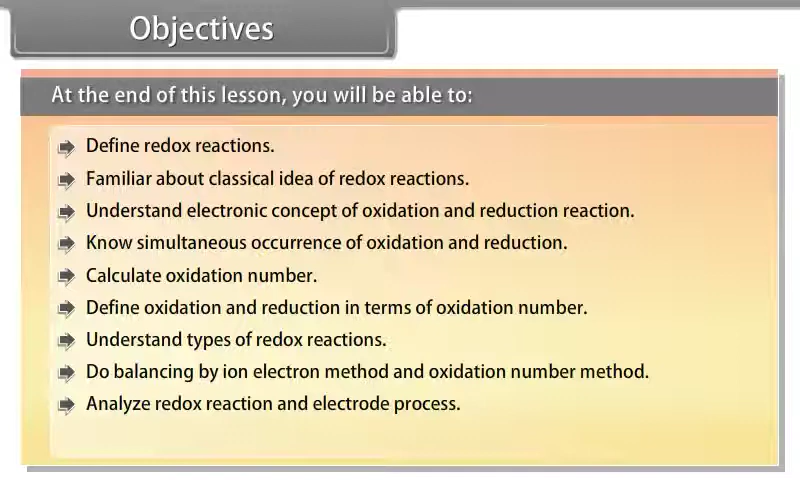 Objectives
At the end of this lesson, you will be able to:
Define redox reactions.
Familiar about classical idea of redox reactions.
Understand electronic concept of oxidation and reduction reaction.
Know simultaneous occurrence of oxidation and reduction.
Calculate oxidation number.
Define oxidation and reduction in terms of oxidation number.
Understand types of redox reactions.
Do balancing by ion electron method and oxidation number method.
Analyze redox reaction and electrode process.